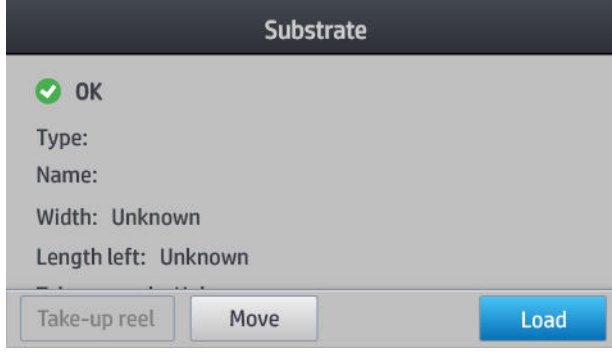 Substrate
OK
Type:
Name:
Width: Unknown
Length left: Unknown
Take-up reel Move Load